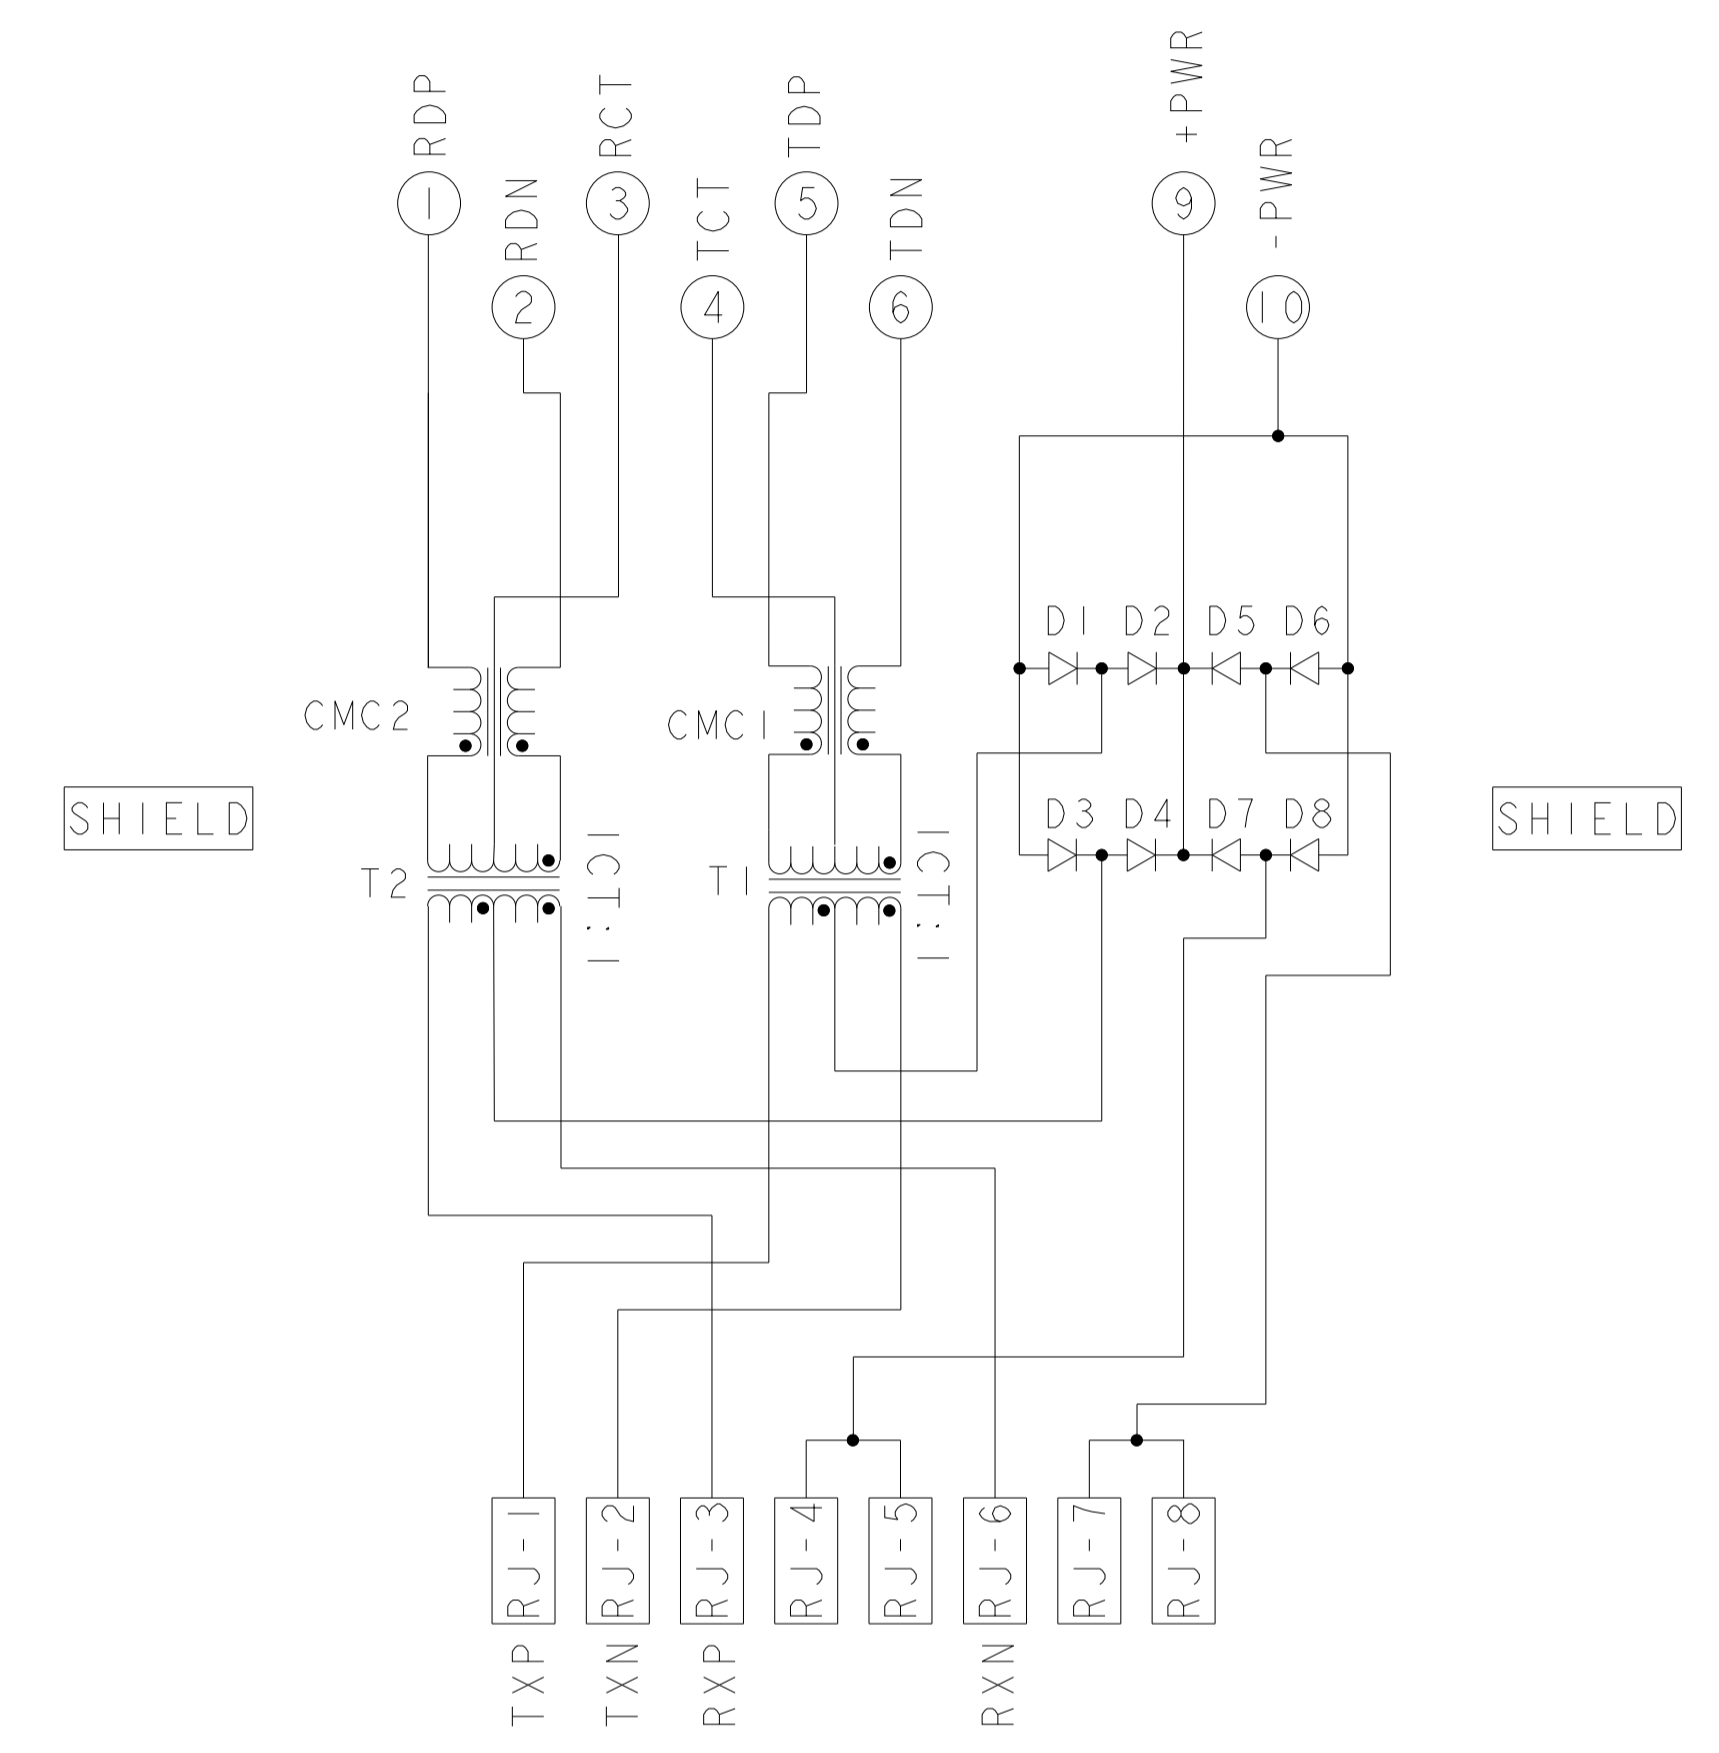 RDP
RCT
TDP
+PWR
1
3
5
9
RDN
TCT
TDN
-PWR
2
4
6
10
D1 D2 D5 D6
CMC2
CMC1
SHIELD
SHIELD
D3 D4 D7 D8
T2
1CT:1
T1
1CT:1
RJ-1
RJ-2
RJ-3
RJ-4
RJ-5
RJ-6
RJ-7
RJ-8
TXP
TXN
RXP
RXN